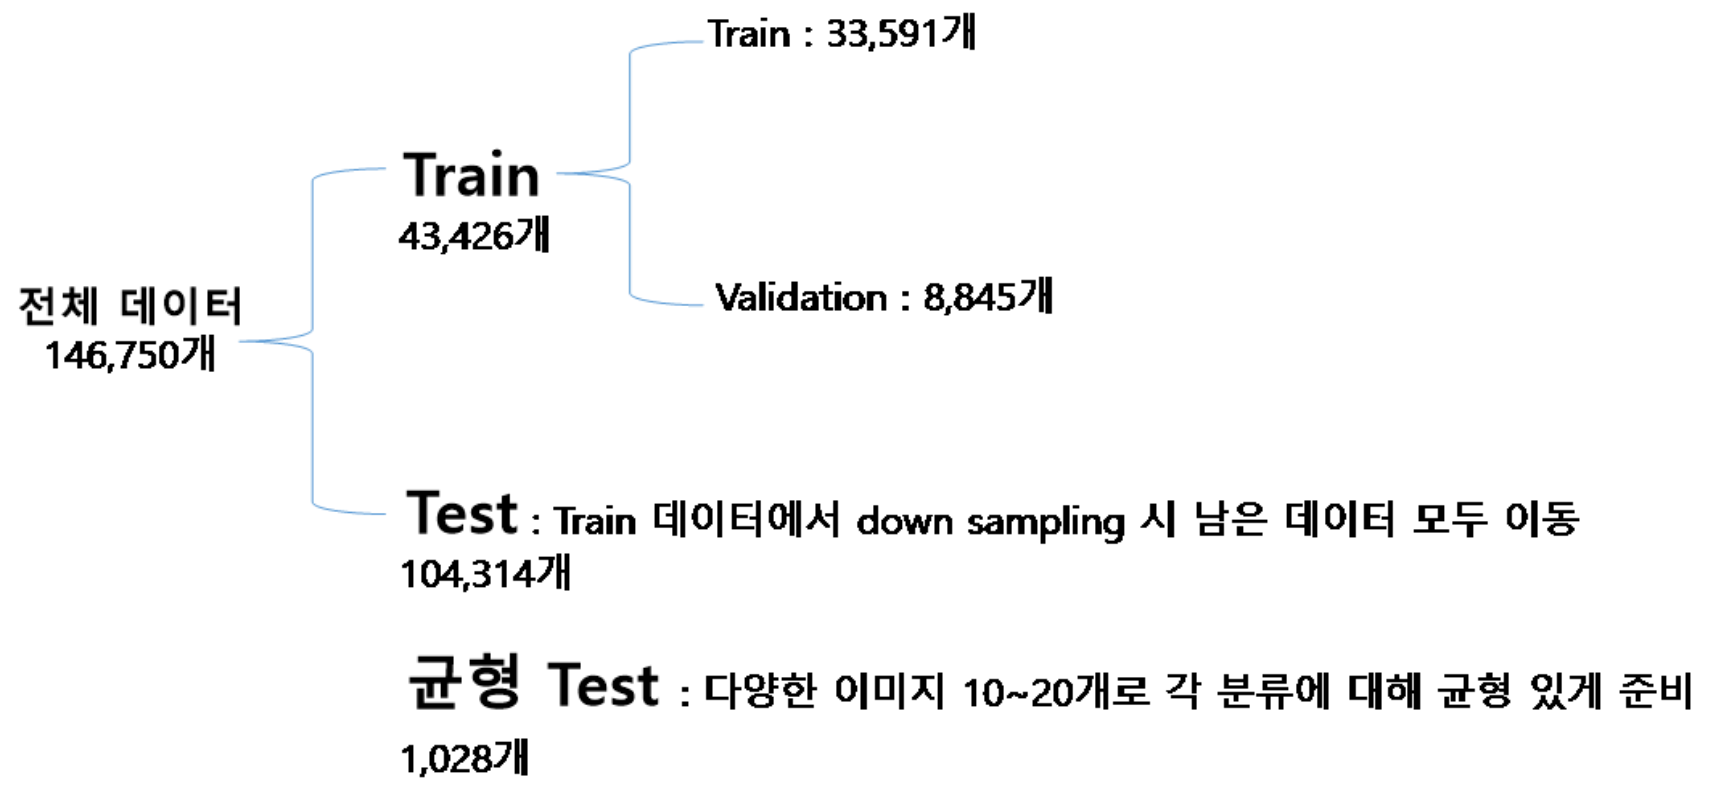 Train : 33,591개
Train
43,426개
Validation : 8,845개
전체 데이터
146,750개
Test : Train 데이터에서 down sampling 시 남은 데이터 모두 이동
104,314개
균형 Test : 다양한 이미지 10~20개로 각 분류에 대해 균형 있게 준비
1,028개